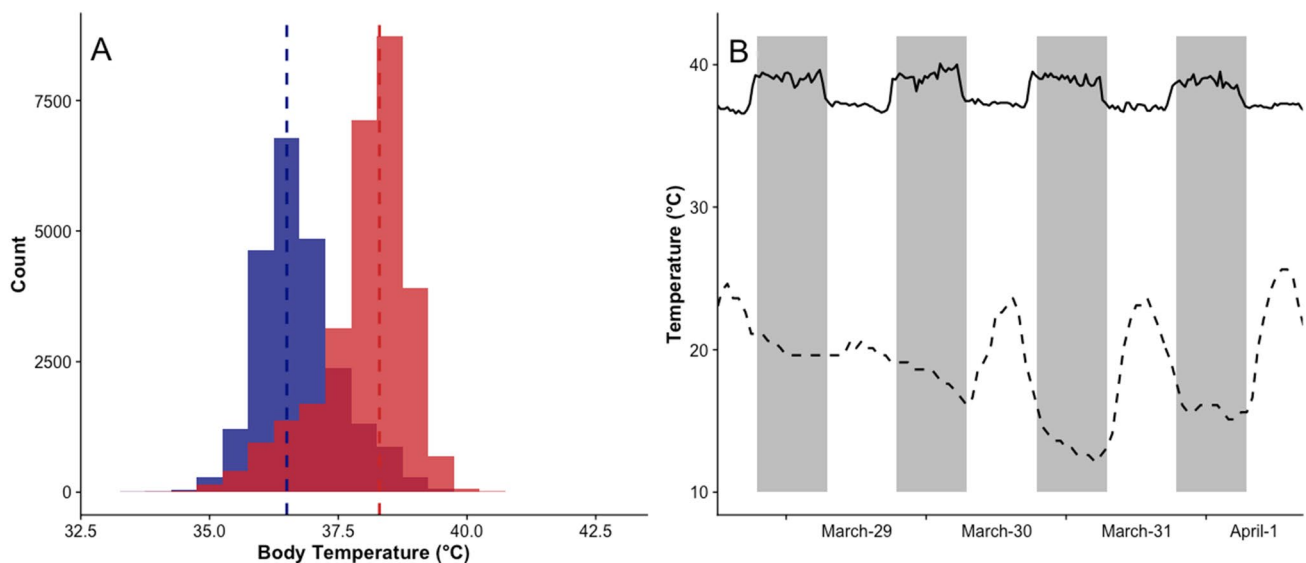 A
Count
7500
5000
2500
0
32.5 35.0 37.5 40.0 42.5
Body Temperature (°C)
B
Temperature (°C)
40
30
20
10
March-29 March-30 March-31 April-1